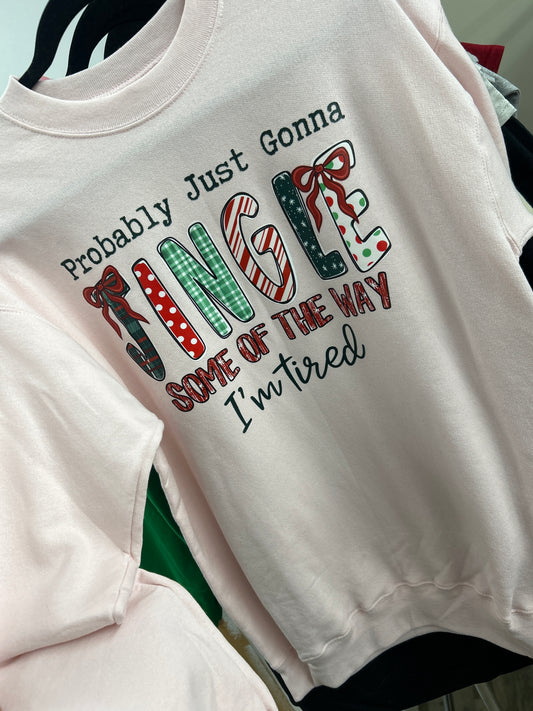 Probably Just Gonna
JINGLE
SOME OF THE WAY
I'm tired